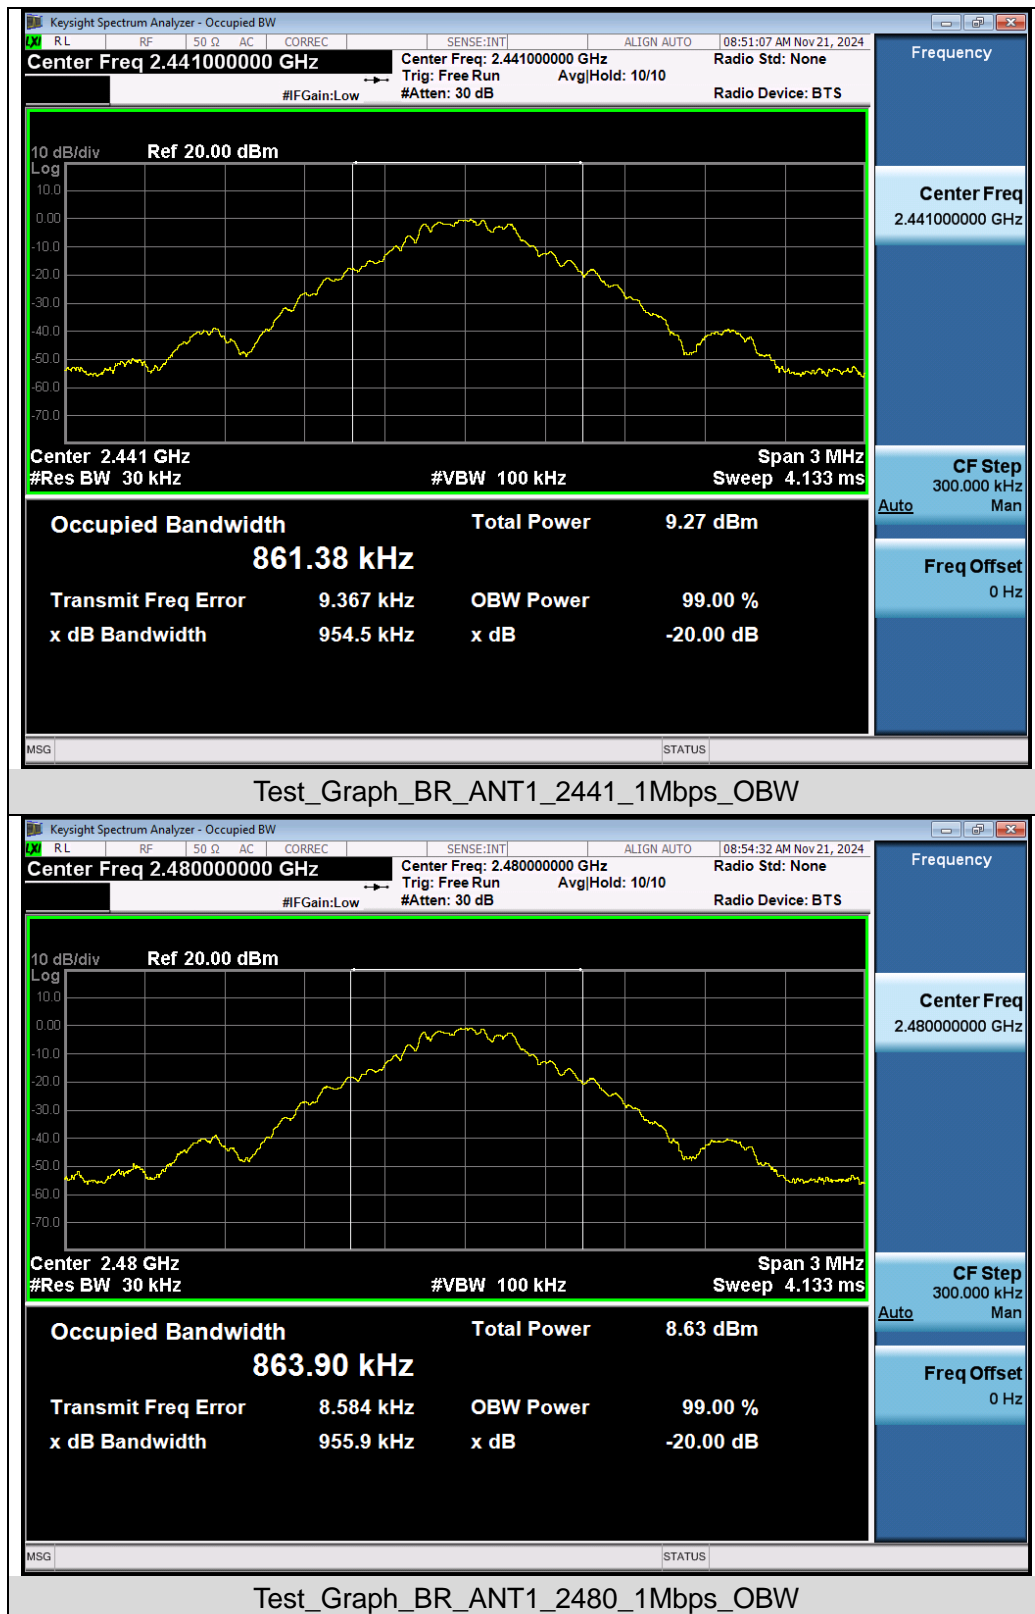 Keysight Spectrum Analyzer - Occupied BW
LXI RL RF 50 Ω AC CORREC SENSE:INT ALIGN AUTO 08:51:07 AM Nov 21, 2024
Center Freq 2.441000000 GHz
Center Freq: 2.441000000 GHz Radio Std: None
Trig: Free Run Avg|Hold: 10/10
#IFGain:Low #Atten: 30 dB Radio Device: BTS
Frequency
10 dB/div Ref 20.00 dBm
Log
10.0
0.00
-10.0
-20.0
-30.0
-40.0
-50.0
-60.0
-70.0
Center Freq
2.441000000 GHz
Center 2.441 GHz Span 3 MHz
#Res BW 30 kHz #VBW 100 kHz Sweep 4.133 ms
CF Step
300.000 kHz
Auto Man
Occupied Bandwidth Total Power 9.27 dBm
861.38 kHz
Transmit Freq Error 9.367 kHz OBW Power 99.00 %
x dB Bandwidth 954.5 kHz x dB -20.00 dB
Freq Offset
0 Hz
MSG STATUS
Test_Graph_BR_ANT1_2441_1Mbps_OBW
Keysight Spectrum Analyzer - Occupied BW
LXI RL RF 50 Ω AC CORREC SENSE:INT ALIGN AUTO 08:54:32 AM Nov 21, 2024
Center Freq 2.480000000 GHz
Center Freq: 2.480000000 GHz Radio Std: None
Trig: Free Run Avg|Hold: 10/10
#IFGain:Low #Atten: 30 dB Radio Device: BTS
Frequency
10 dB/div Ref 20.00 dBm
Log
10.0
0.00
-10.0
-20.0
-30.0
-40.0
-50.0
-60.0
-70.0
Center Freq
2.480000000 GHz
Center 2.48 GHz Span 3 MHz
#Res BW 30 kHz #VBW 100 kHz Sweep 4.133 ms
CF Step
300.000 kHz
Auto Man
Occupied Bandwidth Total Power 8.63 dBm
863.90 kHz
Transmit Freq Error 8.584 kHz OBW Power 99.00 %
x dB Bandwidth 955.9 kHz x dB -20.00 dB
Freq Offset
0 Hz
MSG STATUS
Test_Graph_BR_ANT1_2480_1Mbps_OBW